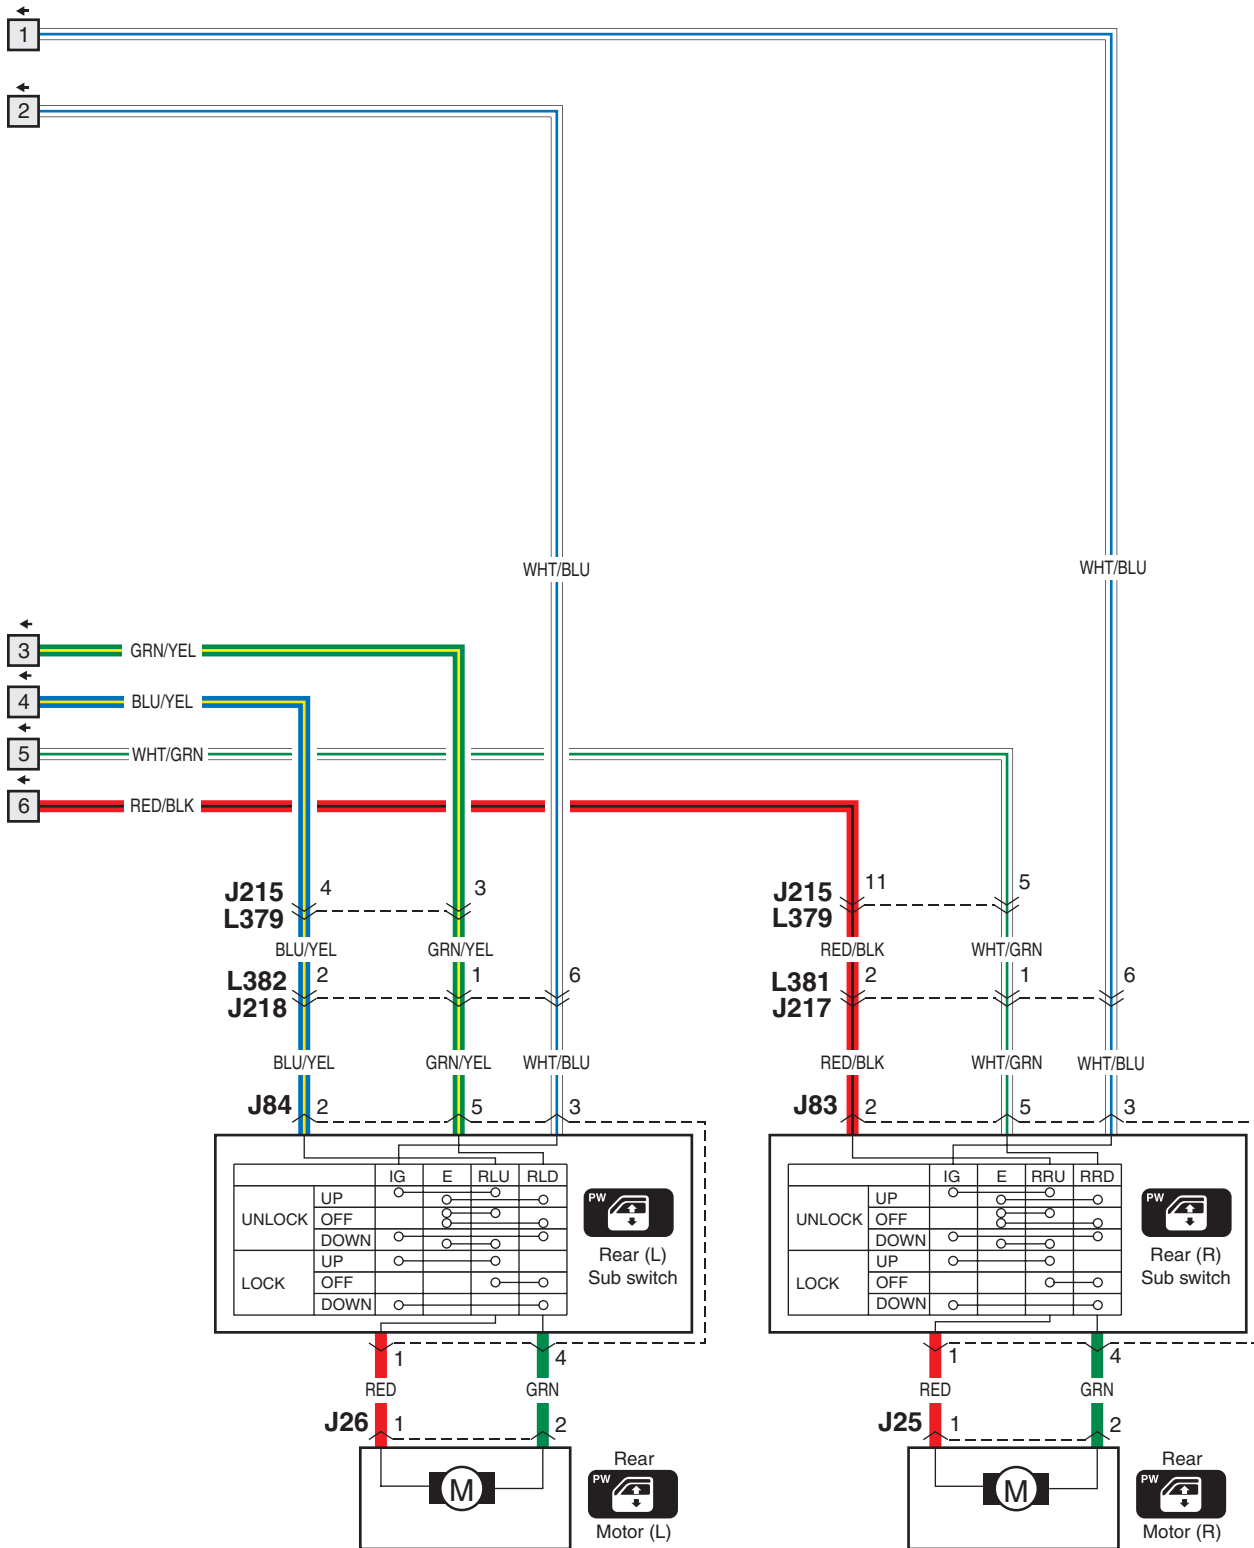 1
2
WHT/BLU WHT/BLU
3 GRN/YEL
4 BLU/YEL
5 WHT/GRN
6 RED/BLK
J215 4 3 J215 11 5
L379 L379
BLU/YEL GRN/YEL RED/BLK WHT/GRN
L382 2 1 6 L381 2 1 6
J218 J217
BLU/YEL GRN/YEL WHT/BLU RED/BLK WHT/GRN WHT/BLU
J84 2 5 3 J83 2 5 3
IG E RLU RLD IG E RRU RRD
UNLOCK UP PW UNLOCK UP PW
OFF OFF
DOWN Rear (L) DOWN Rear (R)
LOCK UP Sub switch LOCK UP Sub switch
OFF OFF
DOWN DOWN
1 4 1 4
RED GRN RED GRN
J26 1 2 J25 1 2
Rear Rear
M PW M PW
Motor (L) Motor (R)